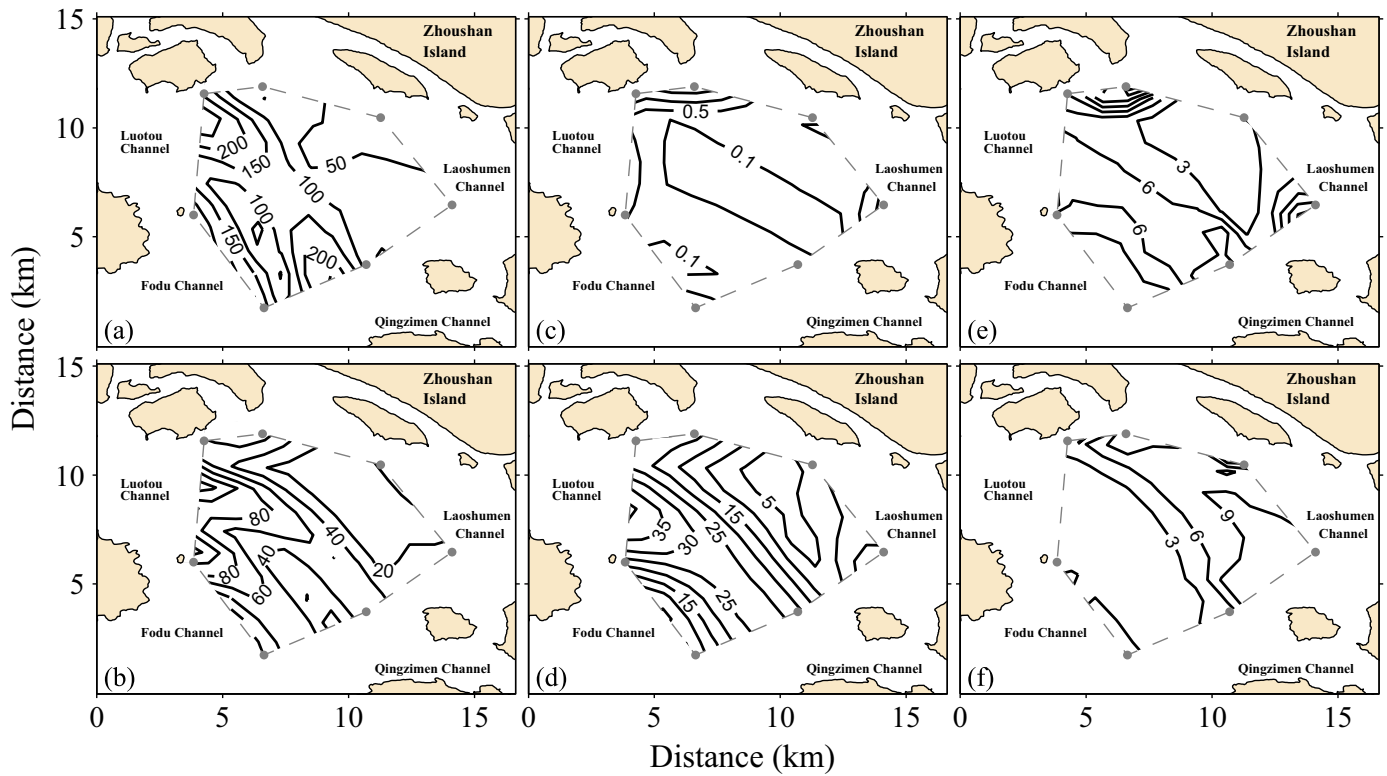 15
10
5
Distance (km)
Zhoushan
Island
Luotou
Channel
Laoshumen
Channel
Fodu Channel
Qingzimen Channel
200
150
100
150
100
50
200
(a)
Zhoushan
Island
Luotou
Channel
Laoshumen
Channel
Fodu Channel
Qingzimen Channel
0.5
0.1
0.1
(c)
Zhoushan
Island
Luotou
Channel
Laoshumen
Channel
Fodu Channel
Qingzimen Channel
3
6
6
(e)
15
10
5
Zhoushan
Island
Luotou
Channel
Laoshumen
Channel
Fodu Channel
Qingzimen Channel
80
40
40
80
60
20
(b)
0
5
10
15
Zhoushan
Island
Luotou
Channel
Laoshumen
Channel
Fodu Channel
Qingzimen Channel
5
15
25
35
30
15
25
(d)
0
5
10
15
Zhoushan
Island
Luotou
Channel
Laoshumen
Channel
Fodu Channel
Qingzimen Channel
3
6
9
(f)
0
5
10
15
Distance (km)